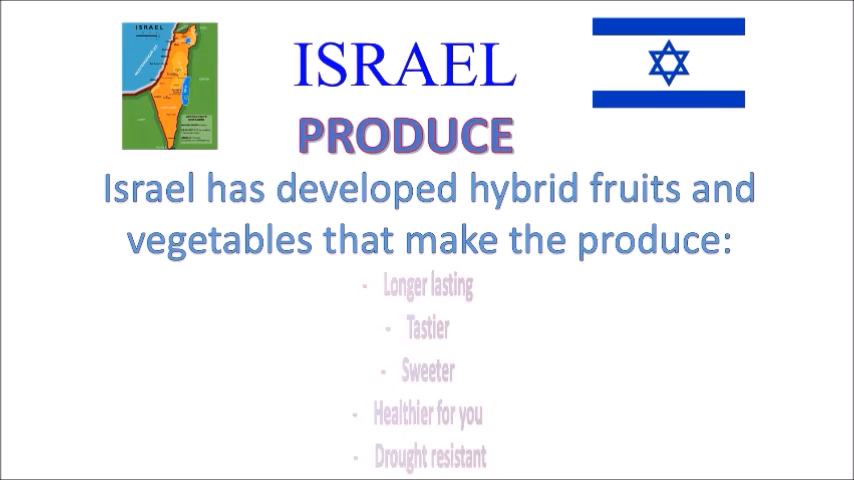 ISRAEL
ISRAEL
PRODUCE
Israel has developed hybrid fruits and
vegetables that make the produce:
- Longer lasting
- Tastier
- Sweeter
- Healthier for you
- Drought resistant